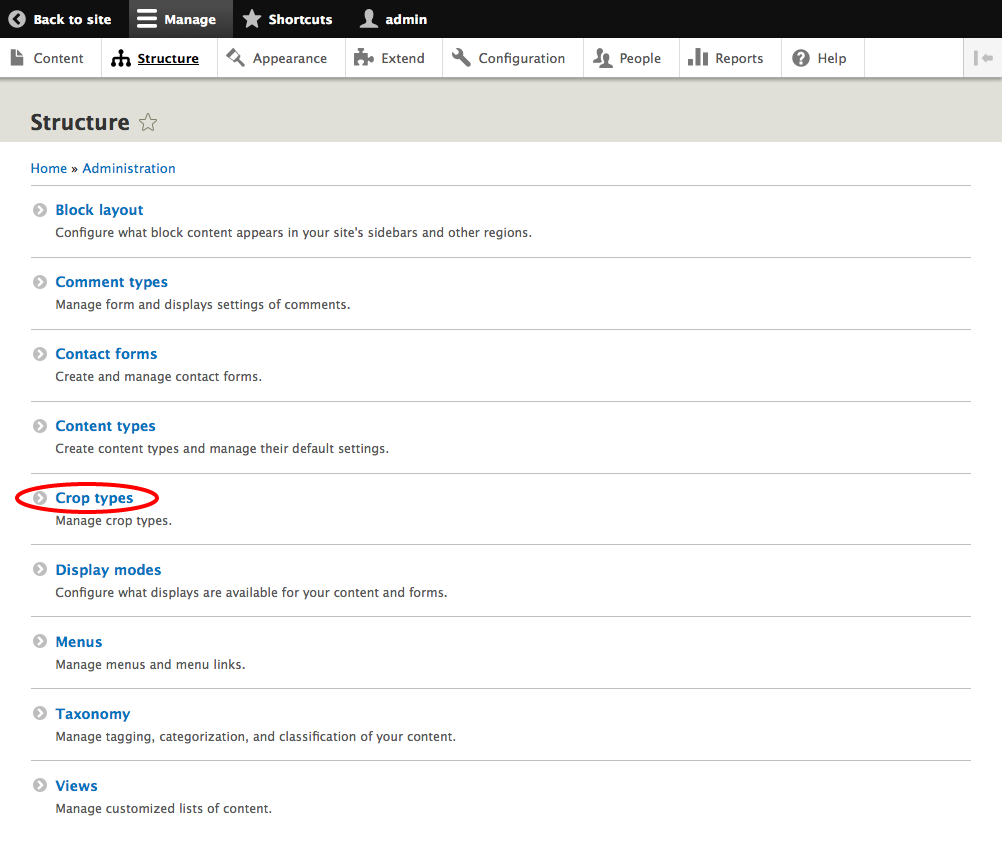 Back to site Manage Shortcuts admin
Content Structure Appearance Extend Configuration People Reports Help
Structure
Home » Administration
Block layout
Configure what block content appears in your site's sidebars and other regions.
Comment types
Manage form and displays settings of comments.
Contact forms
Create and manage contact forms.
Content types
Create content types and manage their default settings.
Crop types
Manage crop types.
Display modes
Configure what displays are available for your content and forms.
Menus
Manage menus and menu links.
Taxonomy
Manage tagging, categorization, and classification of your content.
Views
Manage customized lists of content.